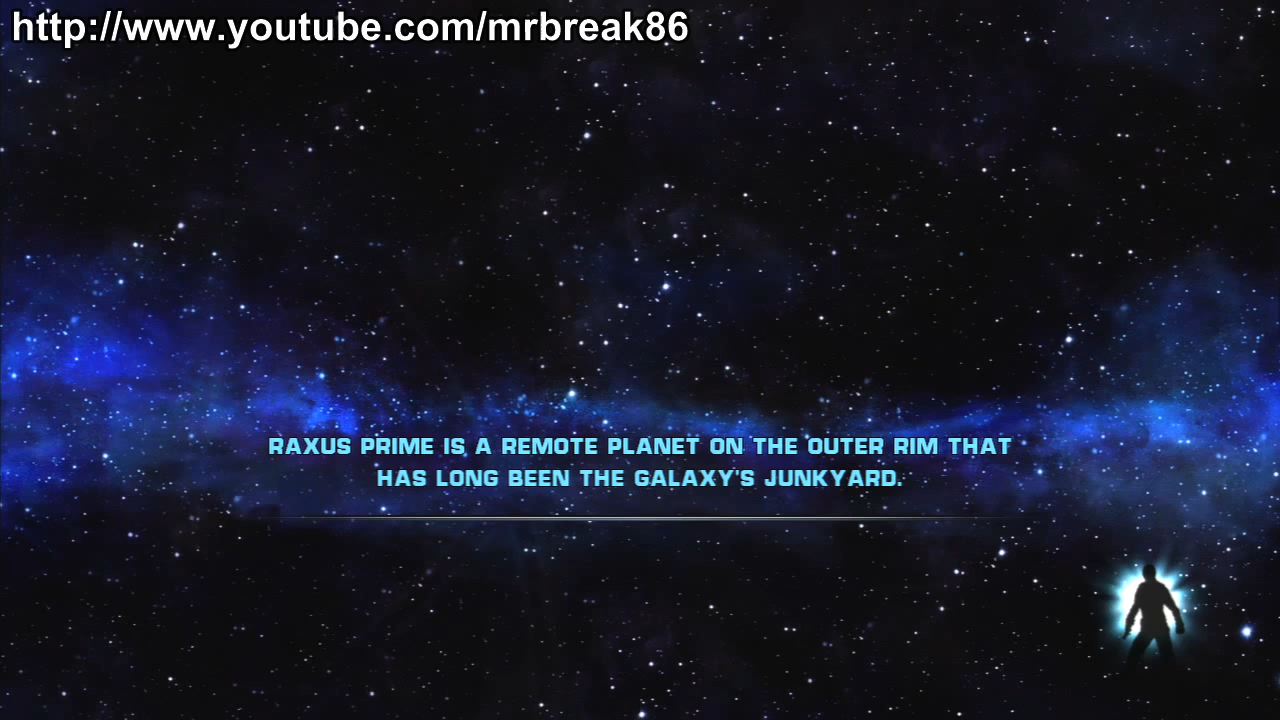 http://www.youtube.com/mrbreak86
RAXUS PRIME IS A REMOTE PLANET ON THE OUTER RIM THAT
HAS LONG BEEN THE GALAXY'S JUNKYARD.